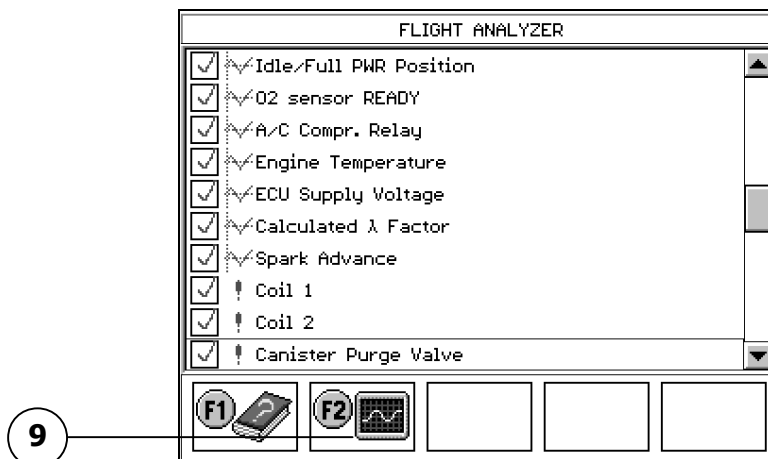 FLIGHT ANALYZER
Idle/Full PWR Position
O2 sensor READY
A/C Compr. Relay
Engine Temperature
ECU Supply Voltage
Calculated λ Factor
Spark Advance
Coil 1
Coil 2
Canister Purge Valve
F1 ? F2
9